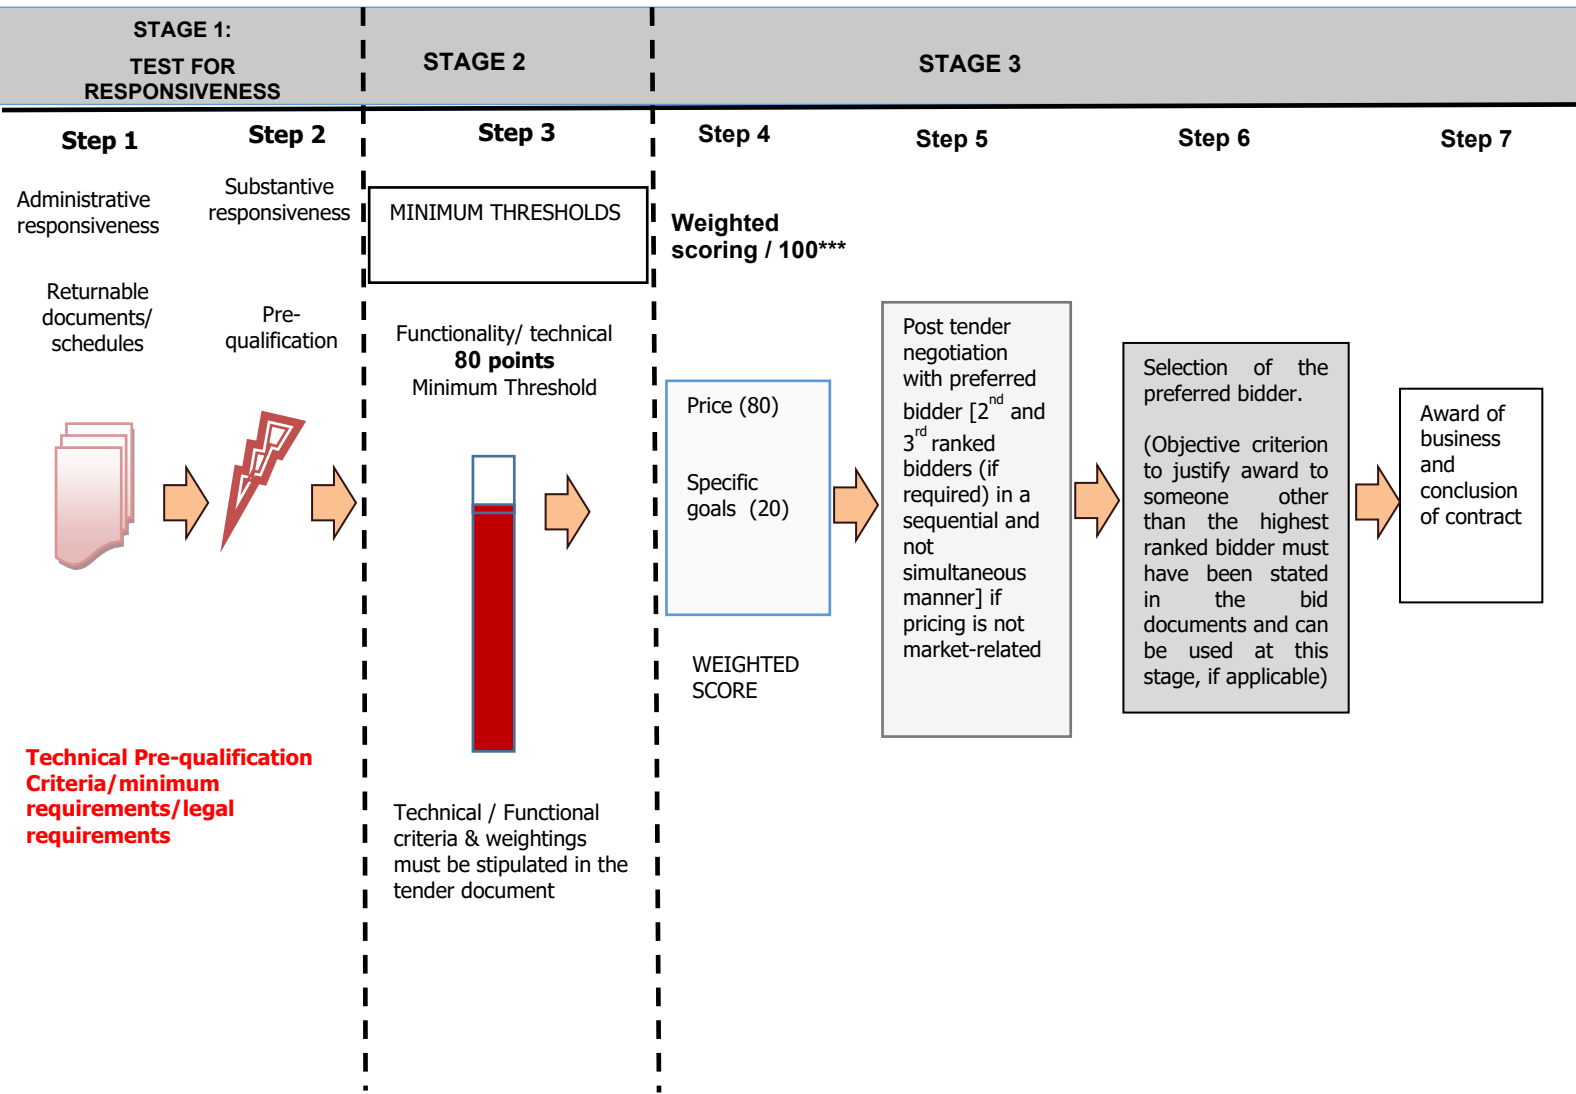 STAGE 1:
TEST FOR
RESPONSIVENESS
STAGE 2
STAGE 3
Step 1
Step 2
Step 3
Step 4
Step 5
Step 6
Step 7
Administrative
responsiveness
Returnable
documents/
schedules
Substantive
responsiveness
Pre-
qualification
Technical Pre-qualification
Criteria/minimum
requirements/legal
requirements
MINIMUM THRESHOLDS
Functionality/ technical
80 points
Minimum Threshold
Technical / Functional
criteria & weightings
must be stipulated in the
tender document
Weighted
scoring / 100***
Price (80)
Specific
goals (20)
WEIGHTED
SCORE
Post tender
negotiation
with preferred
bidder [2nd and
3rd ranked
bidders (if
required) in a
sequential and
not
simultaneous
manner] if
pricing is not
market-related
Selection of the
preferred bidder.
(Objective criterion
to justify award to
someone other
than the highest
ranked bidder must
have been stated
in the bid
documents and can
be used at this
stage, if applicable)
Award of
business
and
conclusion
of contract